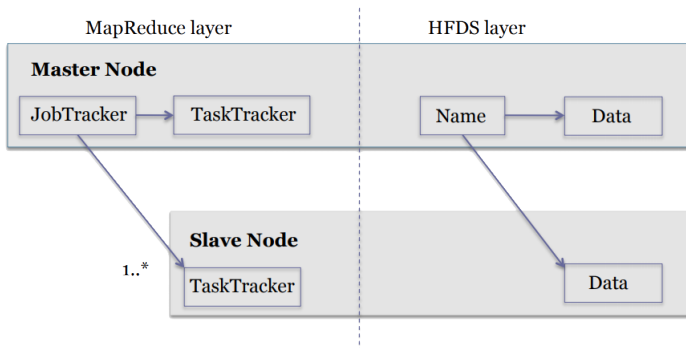 MapReduce layer
HFDS layer
Master Node
JobTracker
TaskTracker
Name
Data
Slave Node
1..*
TaskTracker
Data